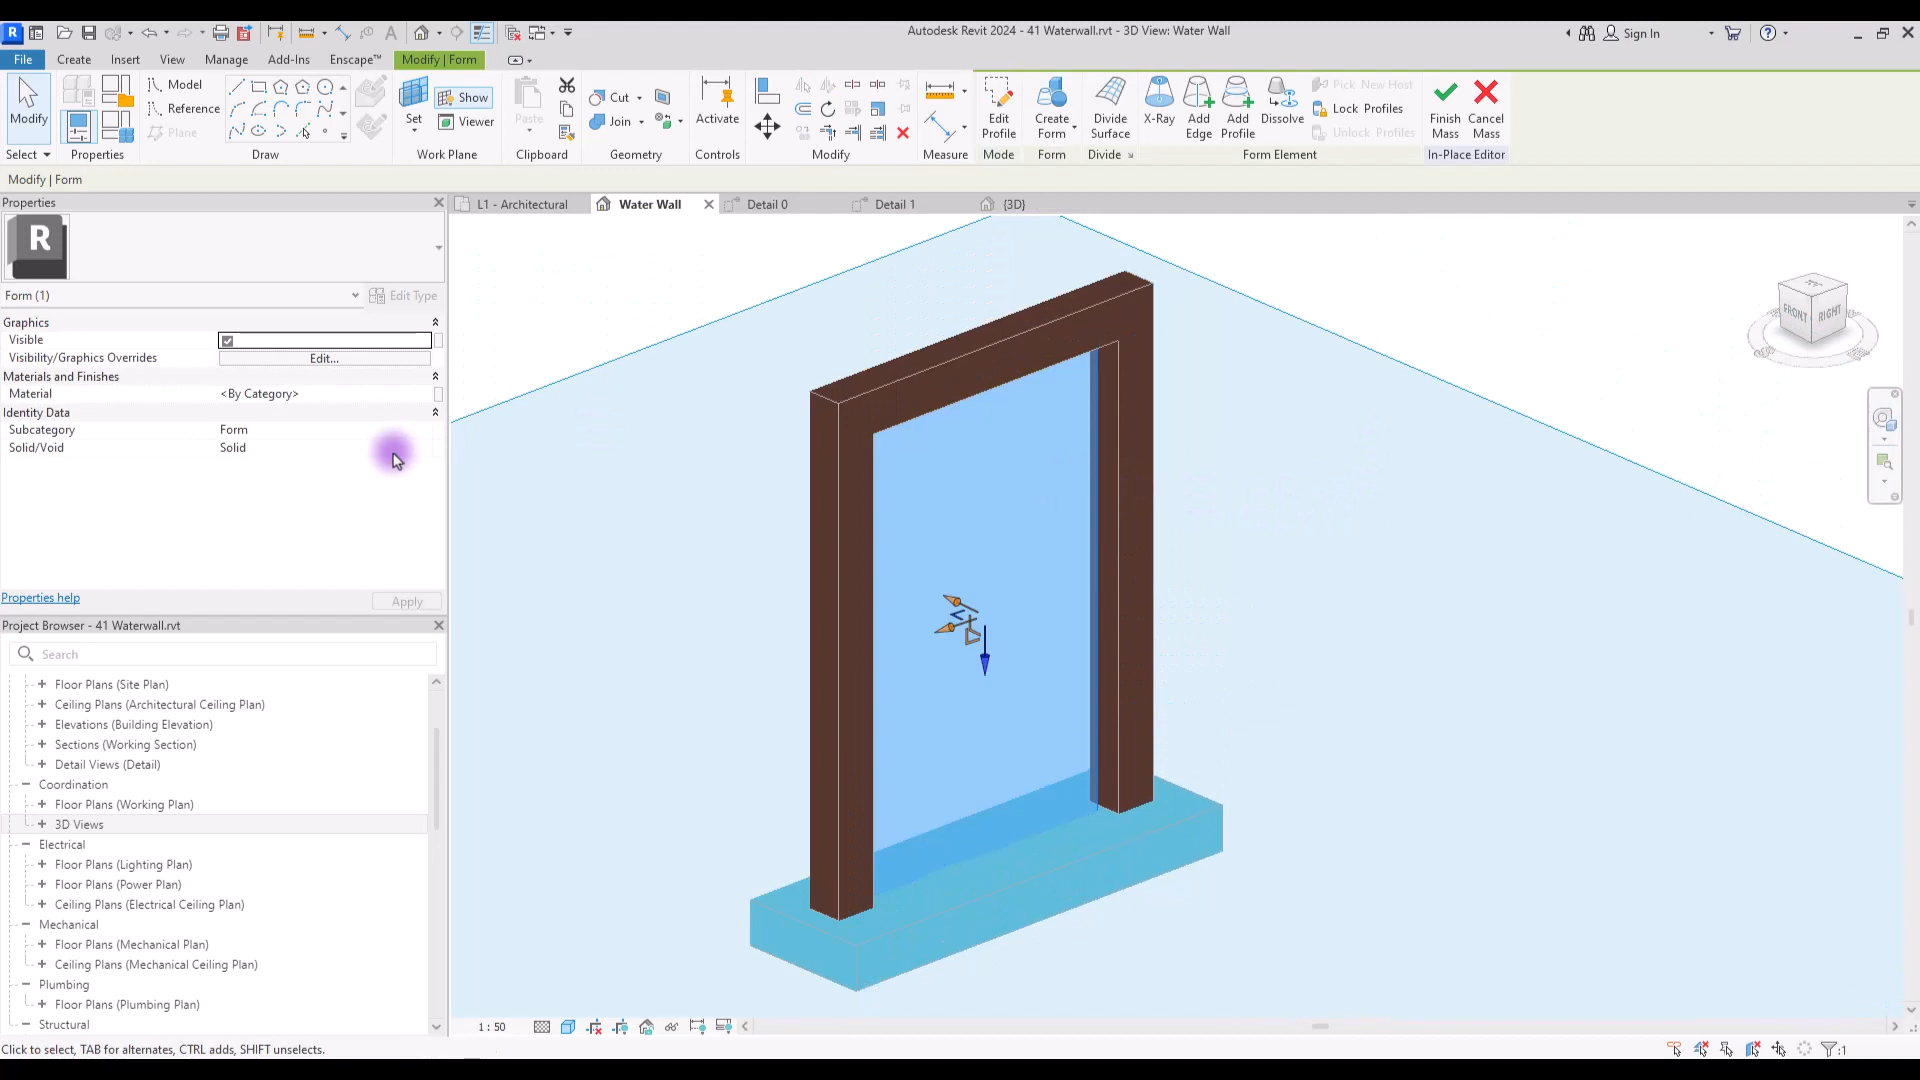 Autodesk Revit 2024 - 41 Waterwall.rvt - 3D View: Water Wall
Sign In
File Create Insert View Manage Add-Ins Enscape™ Modify | Form
Modify
Select
Properties
Model
Reference
Plane
Draw
Set
Show
Viewer
Work Plane
Paste
Clipboard
Cut
Join
Geometry
Activate
Controls
Modify
Measure
Edit Profile
Mode
Create Form
Form
Divide Surface
Divide
X-Ray
Add Edge
Add Profile
Dissolve
Pick New Host
Lock Profiles
Unlock Profiles
Form Element
Finish Mass
Cancel Mass
In-Place Editor
Modify | Form
Properties
L1 - Architectural
Water Wall
Detail 0
Detail 1
{3D}
R
Form (1)
Edit Type
Graphics
Visible
Visibility/Graphics Overrides Edit...
Materials and Finishes
Material <By Category>
Identity Data
Subcategory Form
Solid/Void Solid
Properties help
Apply
Project Browser - 41 Waterwall.rvt
Search
Floor Plans (Site Plan)
Ceiling Plans (Architectural Ceiling Plan)
Elevations (Building Elevation)
Sections (Working Section)
Detail Views (Detail)
Coordination
Floor Plans (Working Plan)
3D Views
Electrical
Floor Plans (Lighting Plan)
Floor Plans (Power Plan)
Ceiling Plans (Electrical Ceiling Plan)
Mechanical
Floor Plans (Mechanical Plan)
Ceiling Plans (Mechanical Ceiling Plan)
Plumbing
Floor Plans (Plumbing Plan)
Structural
FRONT RIGHT
1 : 50
Click to select, TAB for alternates, CTRL adds, SHIFT unselects.
:1